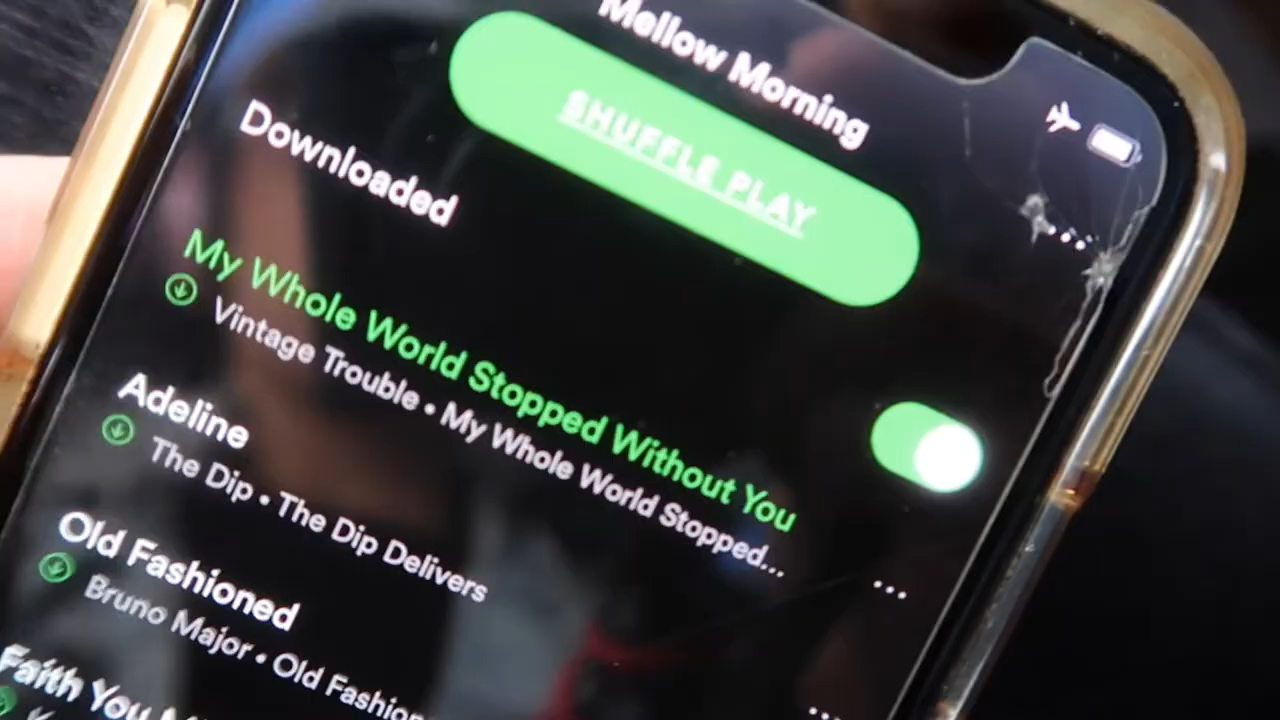 Mellow Morning
SHUFFLE PLAY
Downloaded
My Whole World Stopped Without You
Vintage Trouble • My Whole World Stopped...
Adeline
The Dip • The Dip Delivers
Old Fashioned
Bruno Major • Old Fashion
Faith You